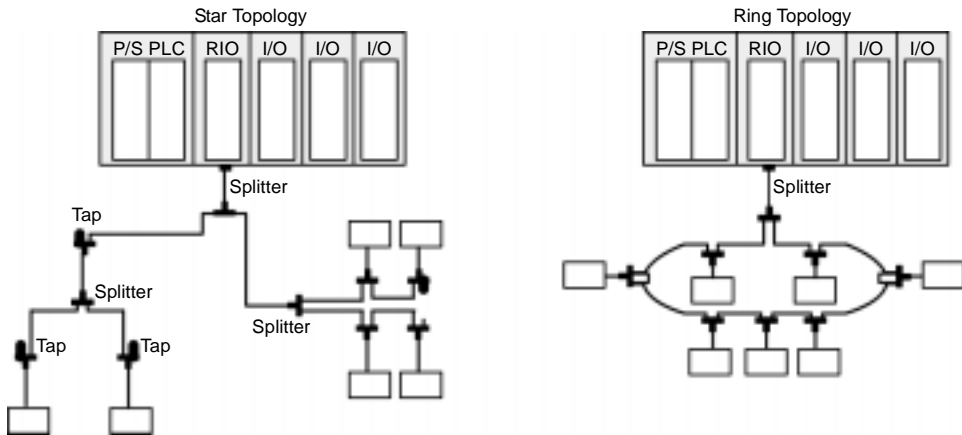 Star Topology
P/S PLC RIO I/O I/O I/O
Splitter
Tap
Splitter
Splitter
Tap Tap
Ring Topology
P/S PLC RIO I/O I/O I/O
Splitter